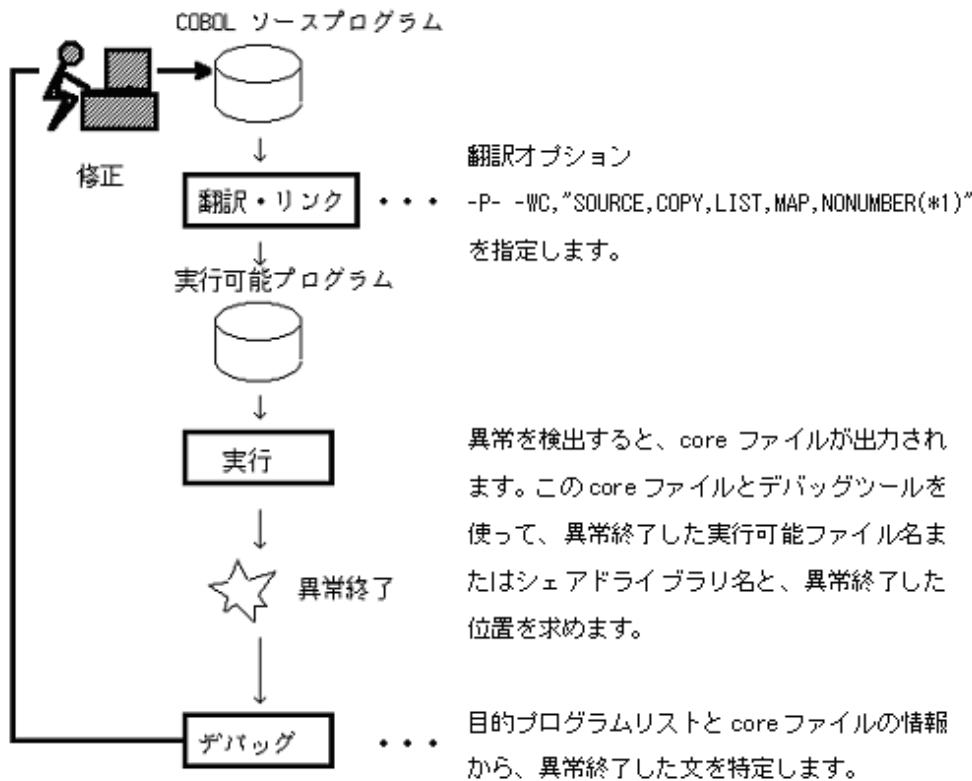 COBOL ソースプログラム
修正
↓
翻訳オプション
翻訳・リンク ・・・ -P- -WC,"SOURCE,COPY,LIST,MAP,NONUMBER(*1)"
を指定します。
↓
実行可能プログラム
↓
異常を検出すると、core ファイルが出力され
実行
ます。この core ファイルとデバッグツールを
使って、異常終了した実行可能ファイル名ま
↓
異常終了
たはシェアドライブラリ名と、異常終了した
位置を求めます。
↓
目的プログラムリストと core ファイルの情報
デバッグ ・・・
から、異常終了した文を特定します。